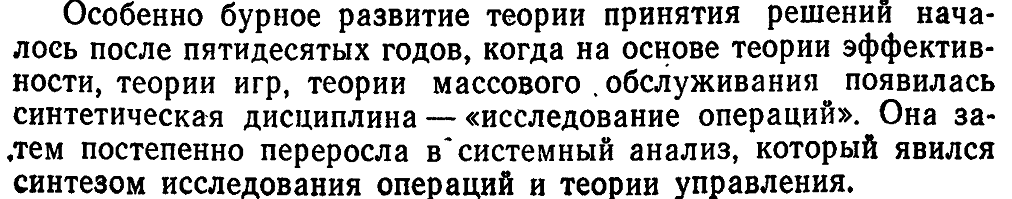 Особенно бурное развитие теории принятия решений нача-
лось после пятидесятых годов, когда на основе теории эффектив-
ности, теории игр, теории массового обслуживания появилась
синтетическая дисциплина — «исследование операций». Она за-
тем постепенно переросла в системный анализ, который явился
синтезом исследования операций и теории управления.